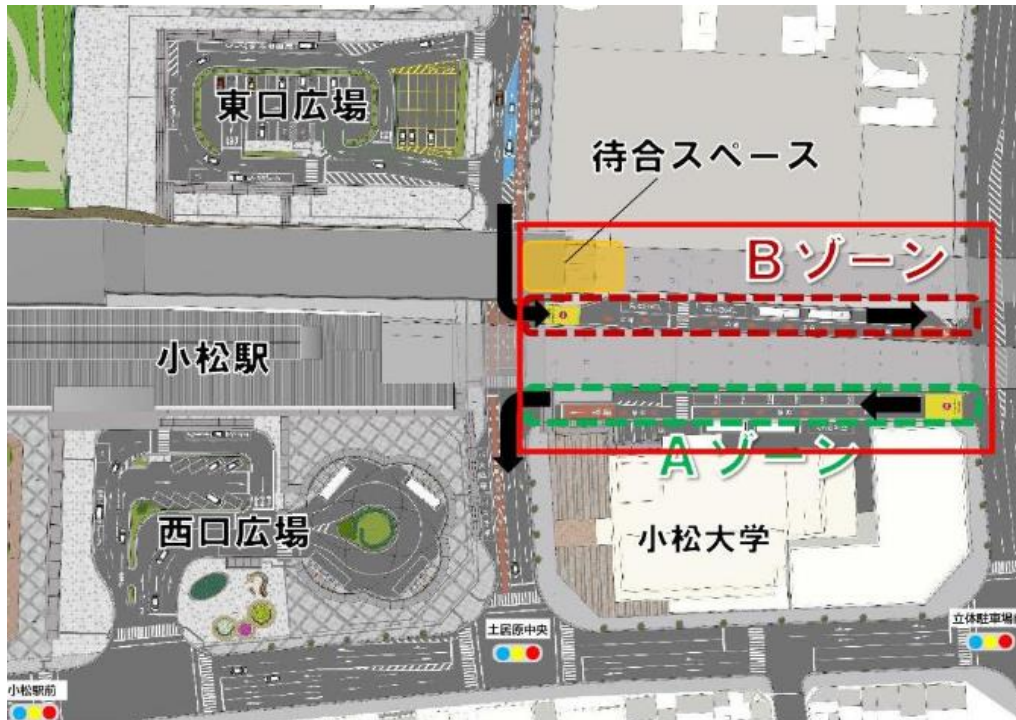 東口広場
待合スペース
Bゾーン
小松駅
Aゾーン
西口広場
小松大学
土居原中央
立体駐車場
小松駅前